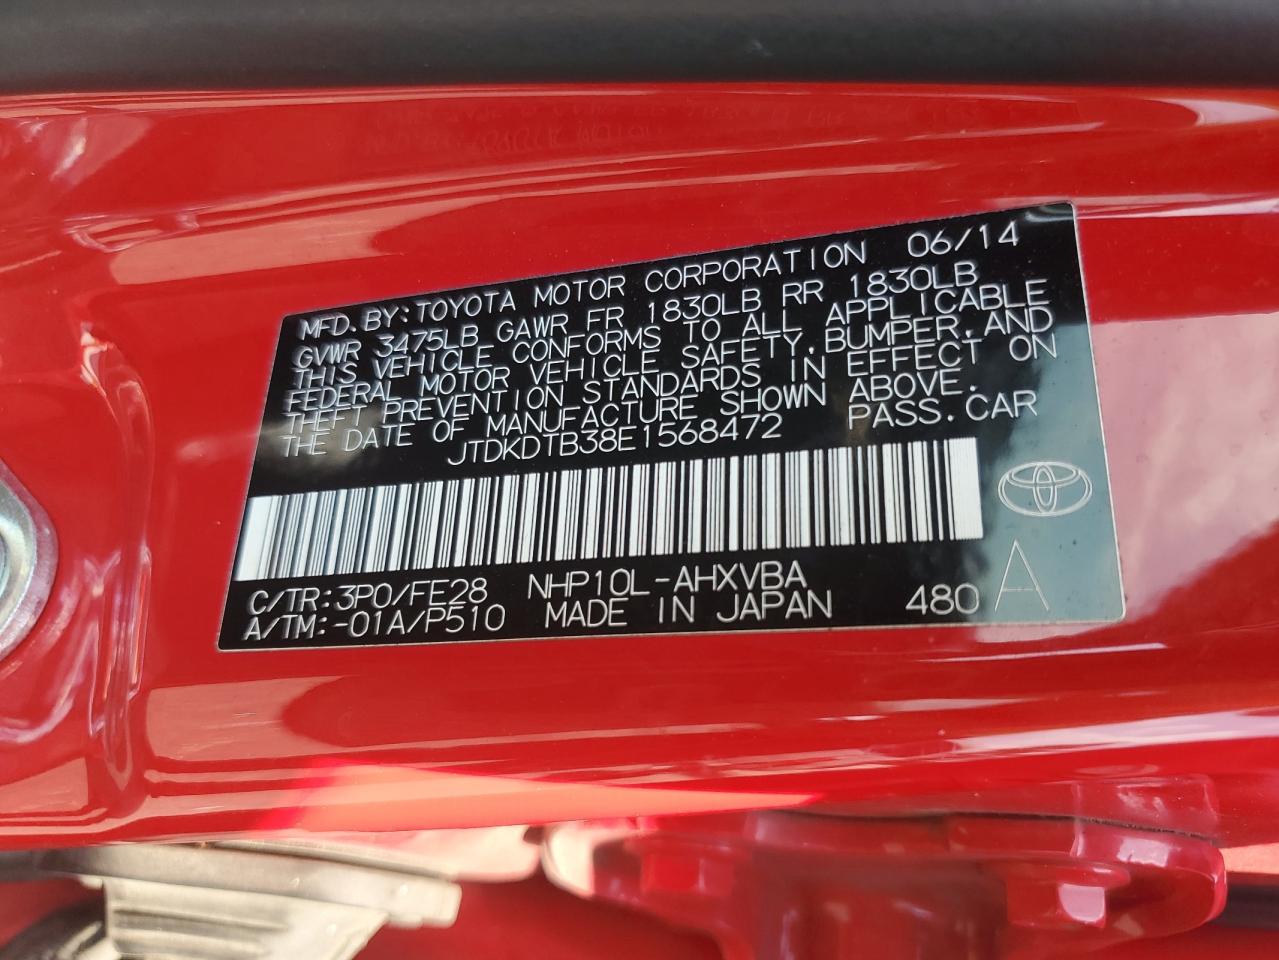 MFD.BY:TOYOTA MOTOR CORPORATION 06/14
GVWR 3475LB GAWR FR 1830LB RR 1830LB
THIS VEHICLE CONFORMS TO ALL APPLICABLE
FEDERAL MOTOR VEHICLE SAFETY,BUMPER,AND
THEFT PREVENTION STANDARDS IN EFFECT ON
THE DATE OF MANUFACTURE SHOWN ABOVE.
JTDKDTB38E1568472 PASS.CAR
C/TR:3P0/FE28 NHP10L-AHXVBA
A/TM:-01A/P510 MADE IN JAPAN 480 A